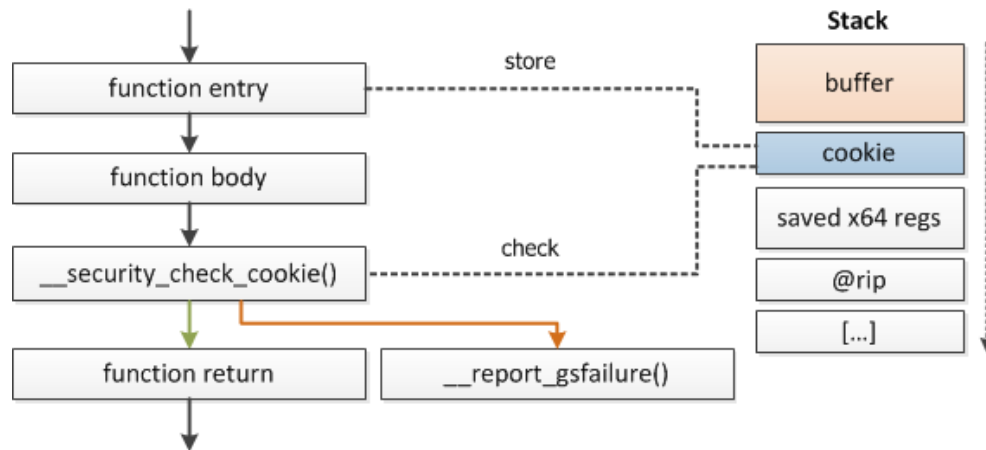 Stack
store
function entry
buffer
function body
cookie
saved x64 regs
check
__security_check_cookie()
@rip
[...]
function return
__report_gsfailure()